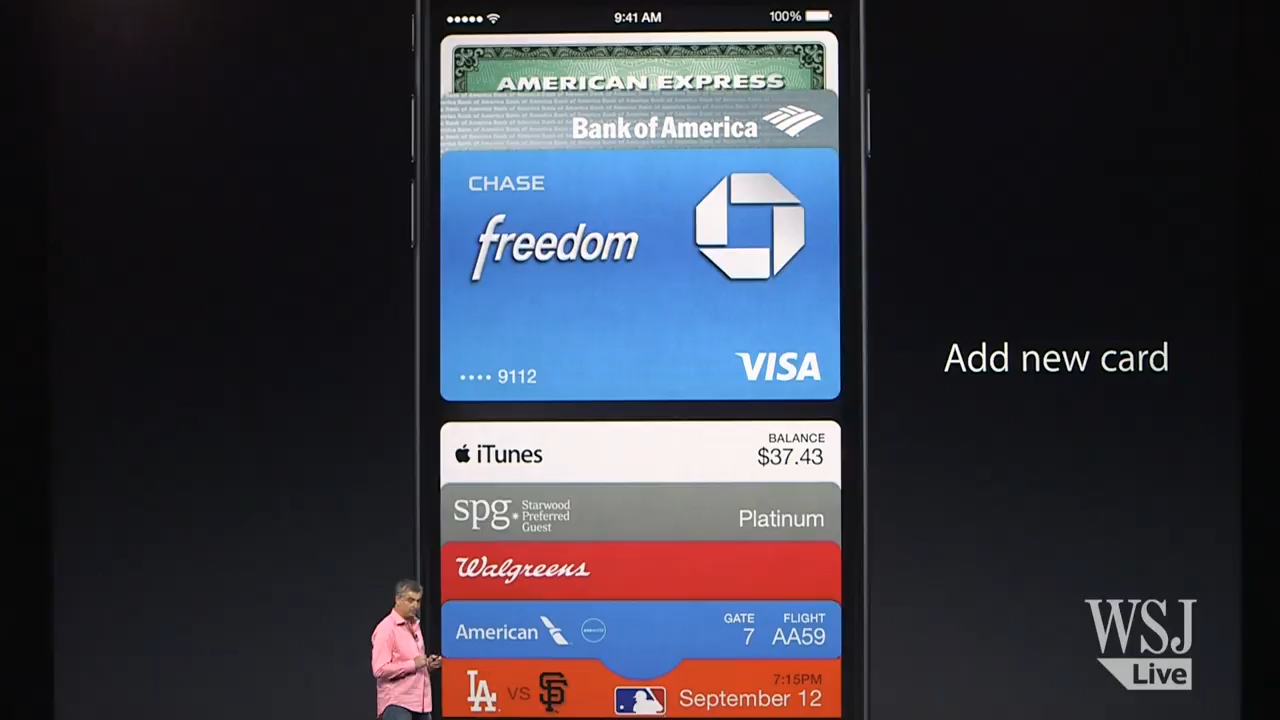 9:41 AM
100%
AMERICAN EXPRESS
Bank of America
CHASE
freedom
VISA
•••• 9112
Add new card
iTunes
BALANCE
$37.43
spg
Starwood
Preferred
Guest
Platinum
Walgreens
American
GATE
7
FLIGHT
AA59
LA VS SF
7:15PM
September 12
WSJ
Live